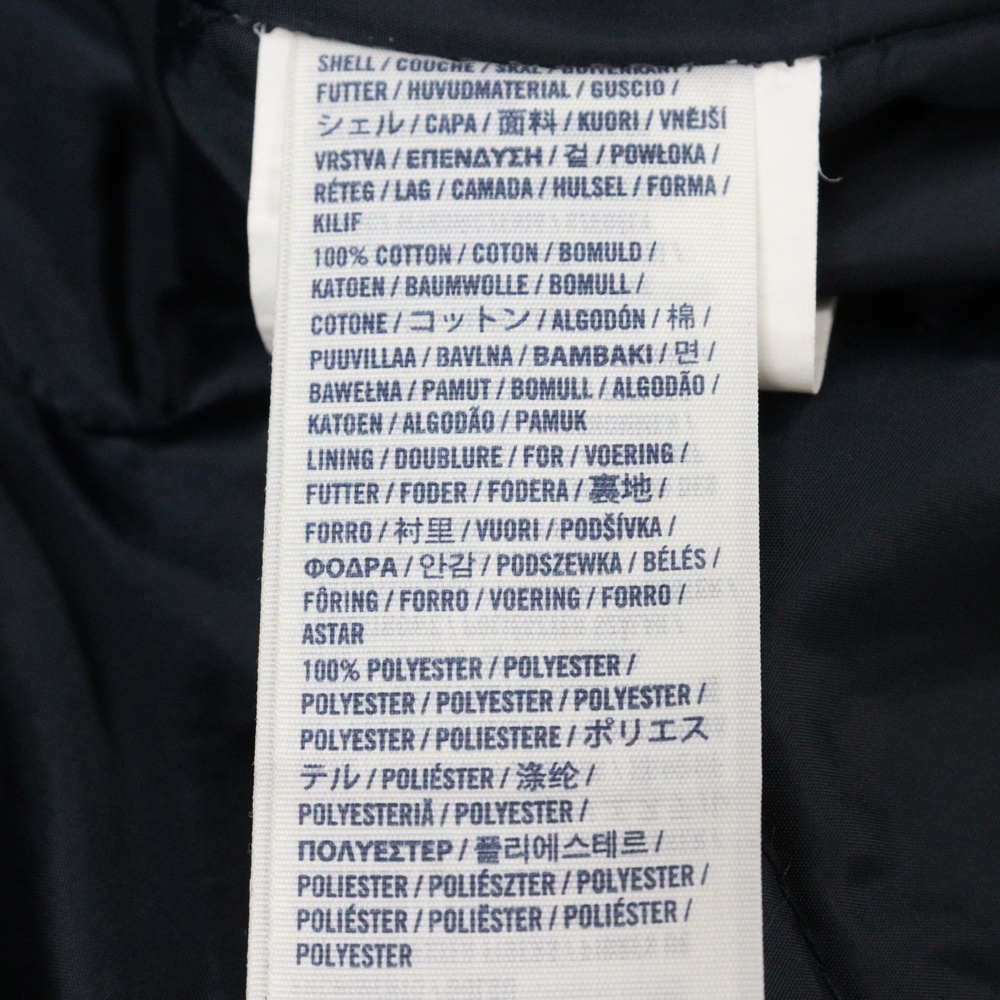 SHELL / COUCHE / SKAL / BUITENKANT /
FUTTER / HUVUDMATERIAL / GUSCIO /
シェル / CAPA / 面料 / KUORI / VNĚJŠÍ
VRSTVA / ΕΠΕΝΔΥΣΗ / 겉 / POWŁOKA /
RÉTEG / LAG / CAMADA / HULSEL / FORMA /
KILIF
100% COTTON / COTON / BOMULD /
KATOEN / BAUMWOLLE / BOMULL /
COTONE / コットン / ALGODÓN / 棉 /
PUUVILLAA / BAVLNA / ΒΑΜΒΑΚΙ / 면 /
BAWEŁNA / PAMUT / BOMULL / ALGODÃO /
KATOEN / ALGODÃO / PAMUK
LINING / DOUBLURE / FOR / VOERING /
FUTTER / FODER / FODERA / 裏地 /
FORRO / 衬里 / VUORI / PODŠÍVKA /
ΦΟΔΡΑ / 안감 / PODSZEWKA / BÉLÉS /
FÔRING / FORRO / VOERING / FORRO /
ASTAR
100% POLYESTER / POLYESTER /
POLYESTER / POLYESTER / POLYESTER /
POLYESTER / POLIESTERE / ポリエス
テル / POLIÉSTER / 涤纶 /
POLYESTERIÄ / POLYESTER /
ΠΟΛΥΕΣΤΕΡ / 폴리에스테르 /
POLIESTER / POLIÉSZTER / POLYESTER /
POLIÉSTER / POLIËSTER / POLIÉSTER /
POLYESTER